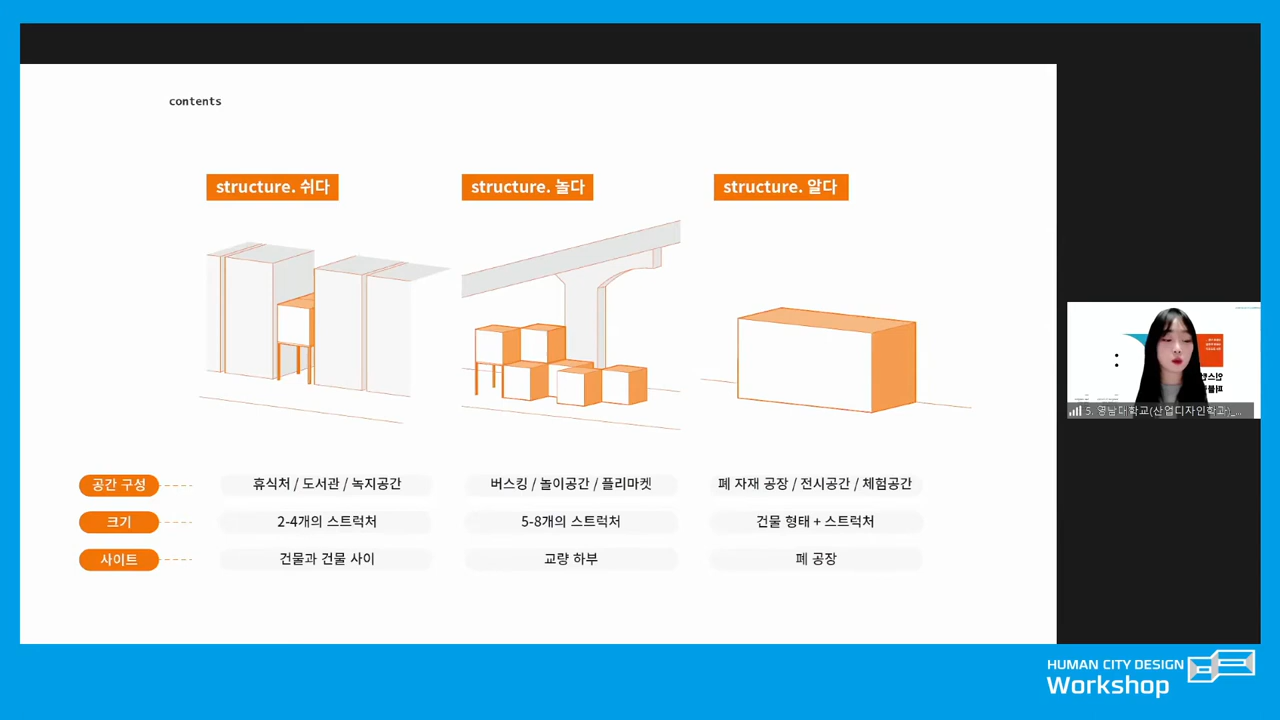 contents
structure. 쉬다
structure. 놀다
structure. 알다
공간 구성
휴식처 / 도서관 / 녹지공간
버스킹 / 놀이공간 / 플리마켓
폐 자재 공장 / 전시공간 / 체험공간
크기
2-4개의 스트럭처
5-8개의 스트럭처
건물 형태 + 스트럭처
사이트
건물과 건물 사이
교량 하부
폐 공장
5. 영남대학교(산업디자인학과)_...
HUMAN CITY DESIGN
Workshop